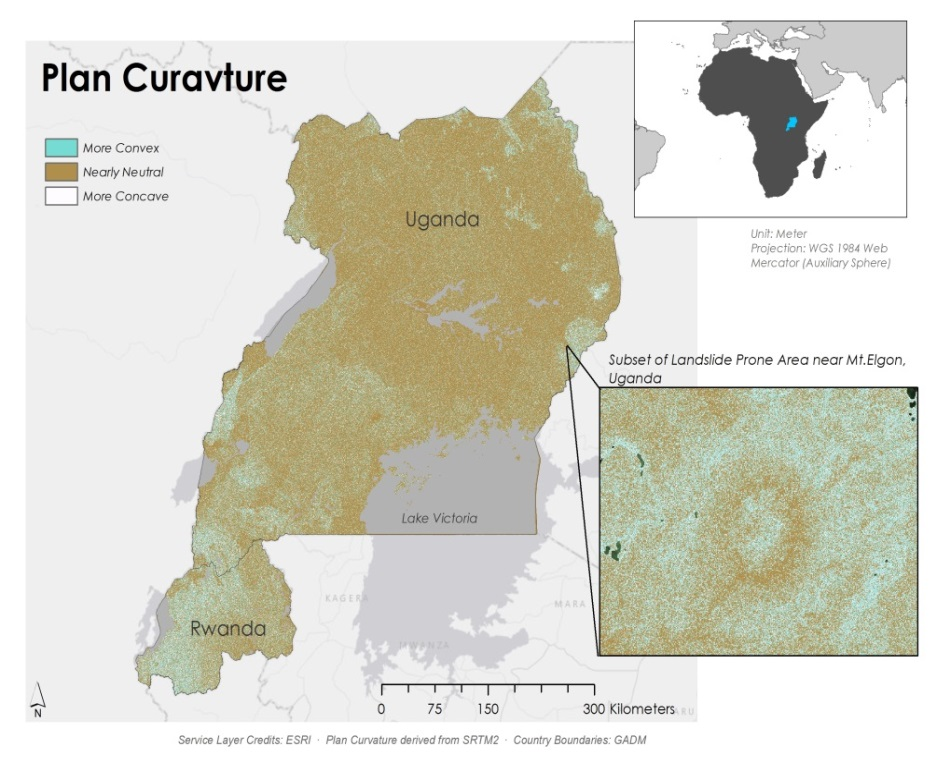 Plan Curavture
More Convex
Nearly Neutral
More Concave
Uganda
Unit: Meter
Projection: WGS 1984 Web
Mercator (Auxiliary Sphere)
Subset of Landslide Prone Area near Mt.Elgon,
Uganda
Lake Victoria
KAGERA
MARA
Rwanda
MWANZA
N
0 75 150 300 Kilometers
Service Layer Credits: ESRI · Plan Curvature derived from SRTM2 · Country Boundaries: GADM